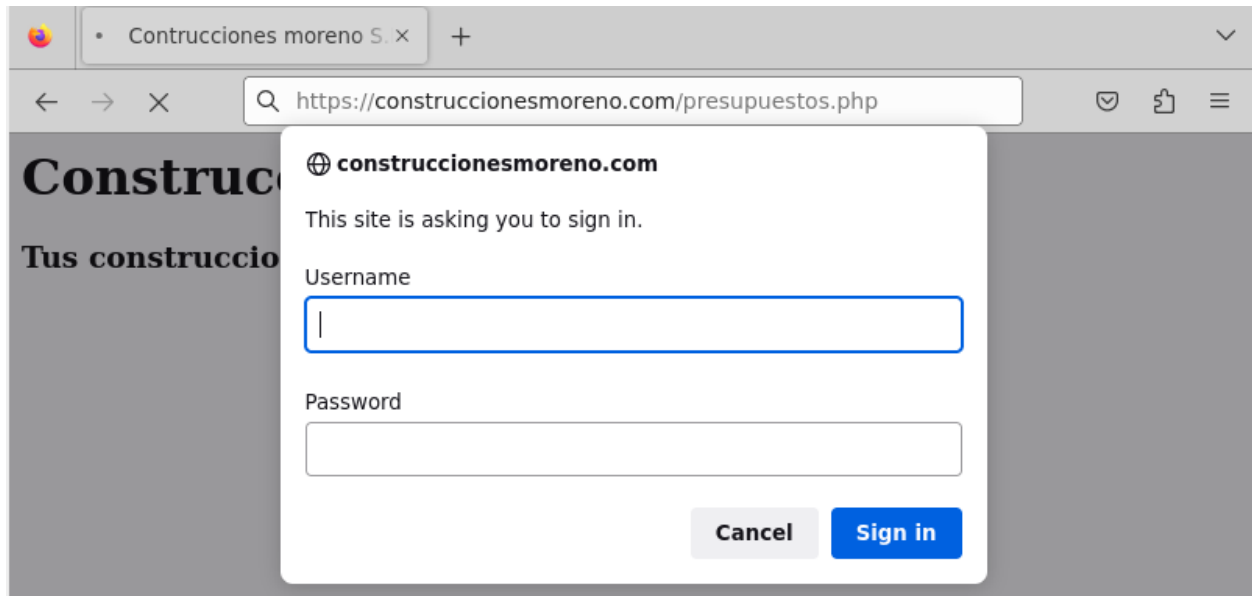 Contrucciones moreno S.
https://construccionesmoreno.com/presupuestos.php
Construc
construccionesmoreno.com
This site is asking you to sign in.
Tus construccio
Username
Password
Cancel Sign in